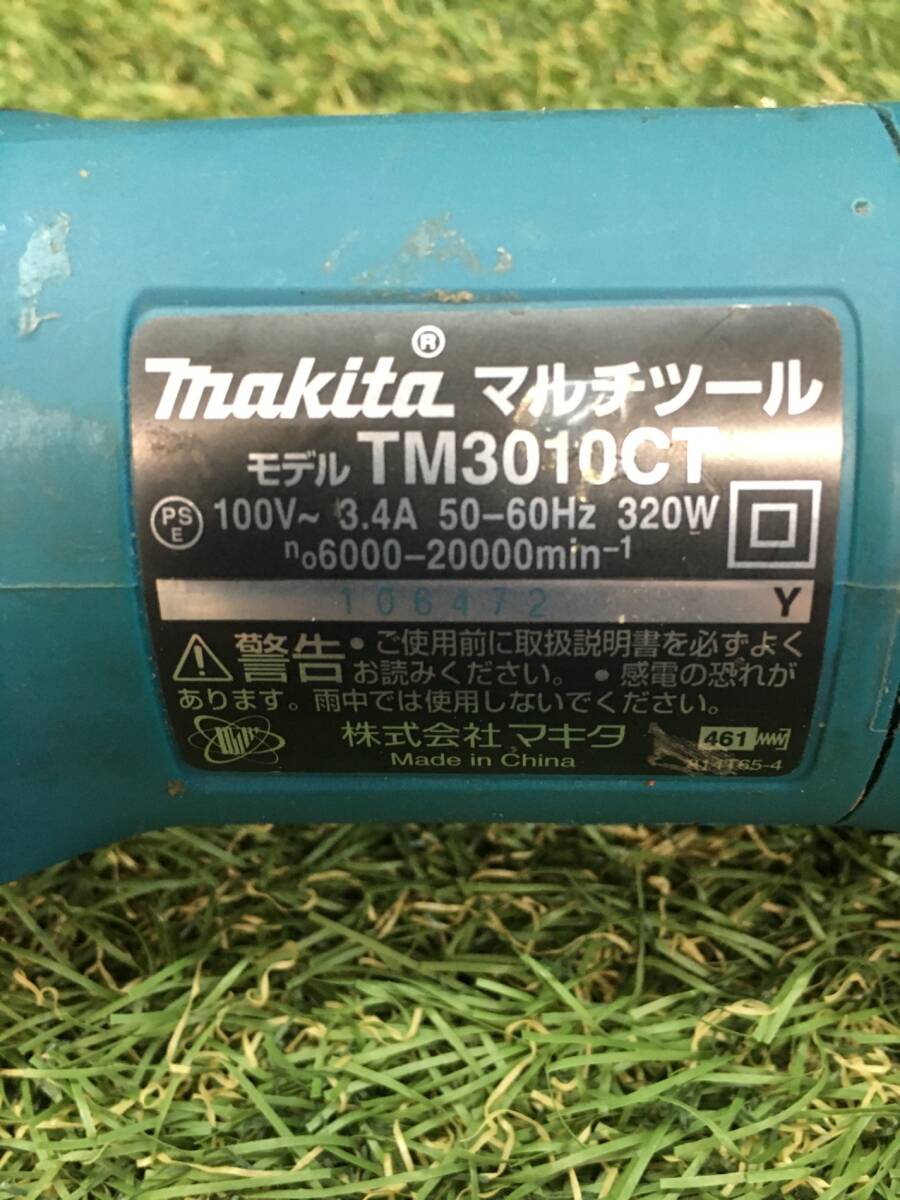 makita® マルチツール
モデル TM3010CT
PSE 100V～ 3.4A 50-60Hz 320W
n₀6000-20000min⁻¹
106472 Y
警告 ・ご使用前に取扱説明書を必ずよく
お読みください。・感電の恐れが
あります。雨中では使用しないでください。
株式会社 マキタ 461
Made in China 814T65-4